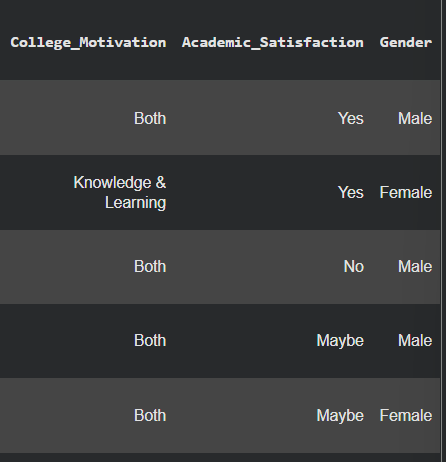 College_Motivation Academic_Satisfaction Gender
Both Yes Male
Knowledge &
Learning Yes Female
Both No Male
Both Maybe Male
Both Maybe Female